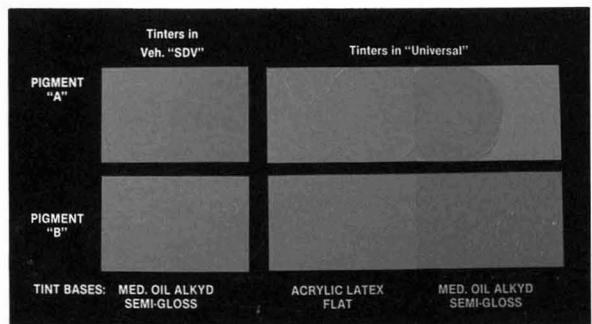 Tinters in
Veh. "SDV"
Tinters in "Universal"
PIGMENT
"A"
PIGMENT
"B"
TINT BASES: MED. OIL ALKYD
SEMI-GLOSS
ACRYLIC LATEX
FLAT
MED. OIL ALKYD
SEMI-GLOSS